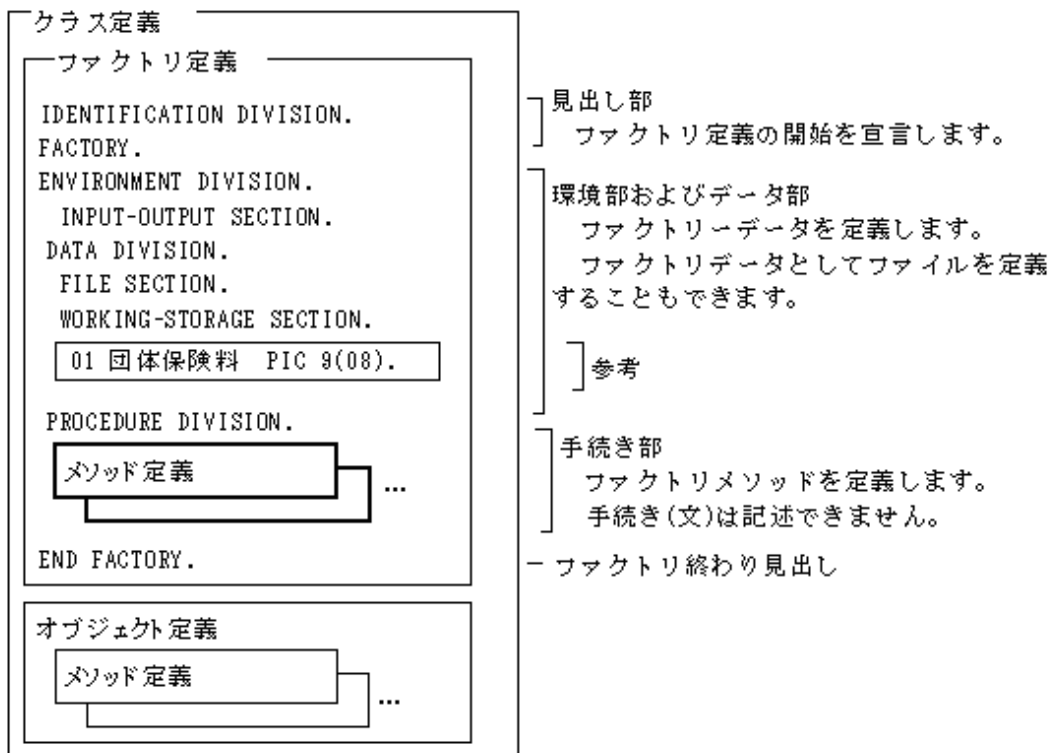 クラス定義
ファクトリ定義
IDENTIFICATION DIVISION.
FACTORY.
ENVIRONMENT DIVISION.
INPUT-OUTPUT SECTION.
DATA DIVISION.
FILE SECTION.
WORKING-STORAGE SECTION.
01 団体保険料 PIC 9(08).
PROCEDURE DIVISION.
メソッド定義
...
END FACTORY.
オブジェクト定義
メソッド定義
...
見出し部
ファクトリ定義の開始を宣言します。
環境部およびデータ部
ファクトリーデータを定義します。
ファクトリデータとしてファイルを定義
することもできます。
参考
手続き部
ファクトリメソッドを定義します。
手続き(文)は記述できません。
ファクトリ終わり見出し